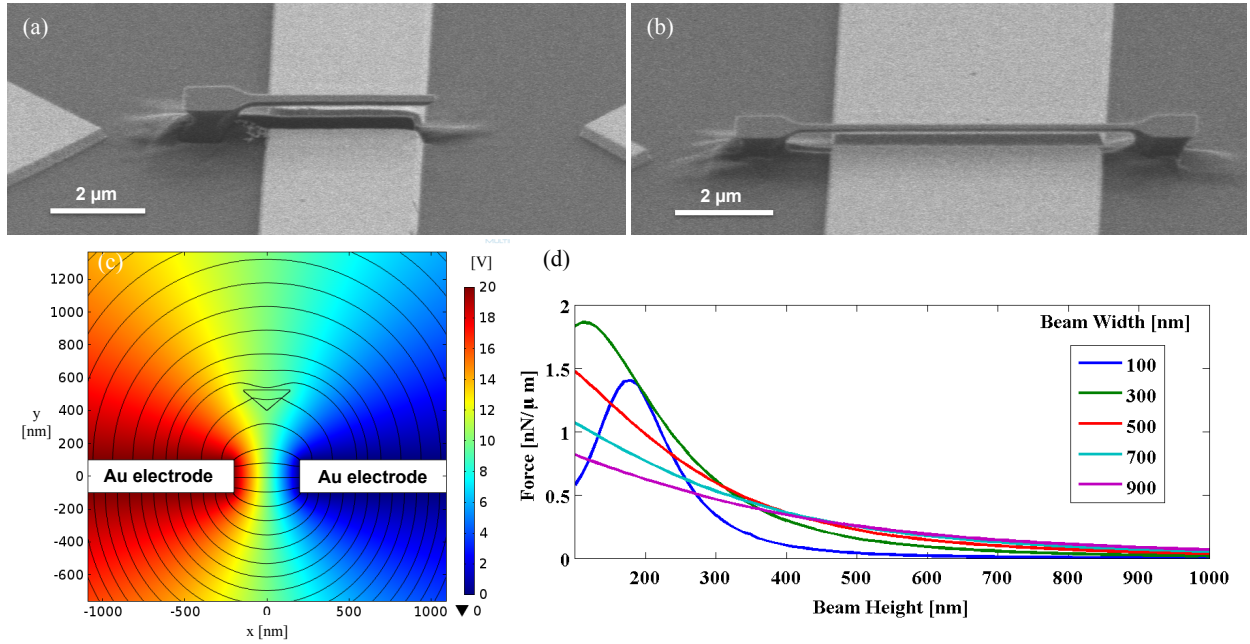 (a)
2 µm
(b)
2 µm
MULTI
(c)
[V]
1200
1000
800
600
400
200
0
-200
-400
-600
y
[nm]
Au electrode
Au electrode
-1000
-500
0
500
1000
x [nm]
20
18
16
14
12
10
8
6
4
2
0
▼ 0
(d)
2
1.5
1
0.5
0
Force [nN/µ m]
200
300
400
500
600
700
800
900
1000
Beam Height [nm]
Beam Width [nm]
100
300
500
700
900